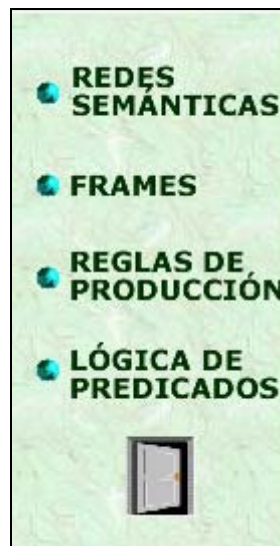 REDES
SEMÁNTICAS
FRAMES
REGLAS DE
PRODUCCIÓN
LÓGICA DE
PREDICADOS